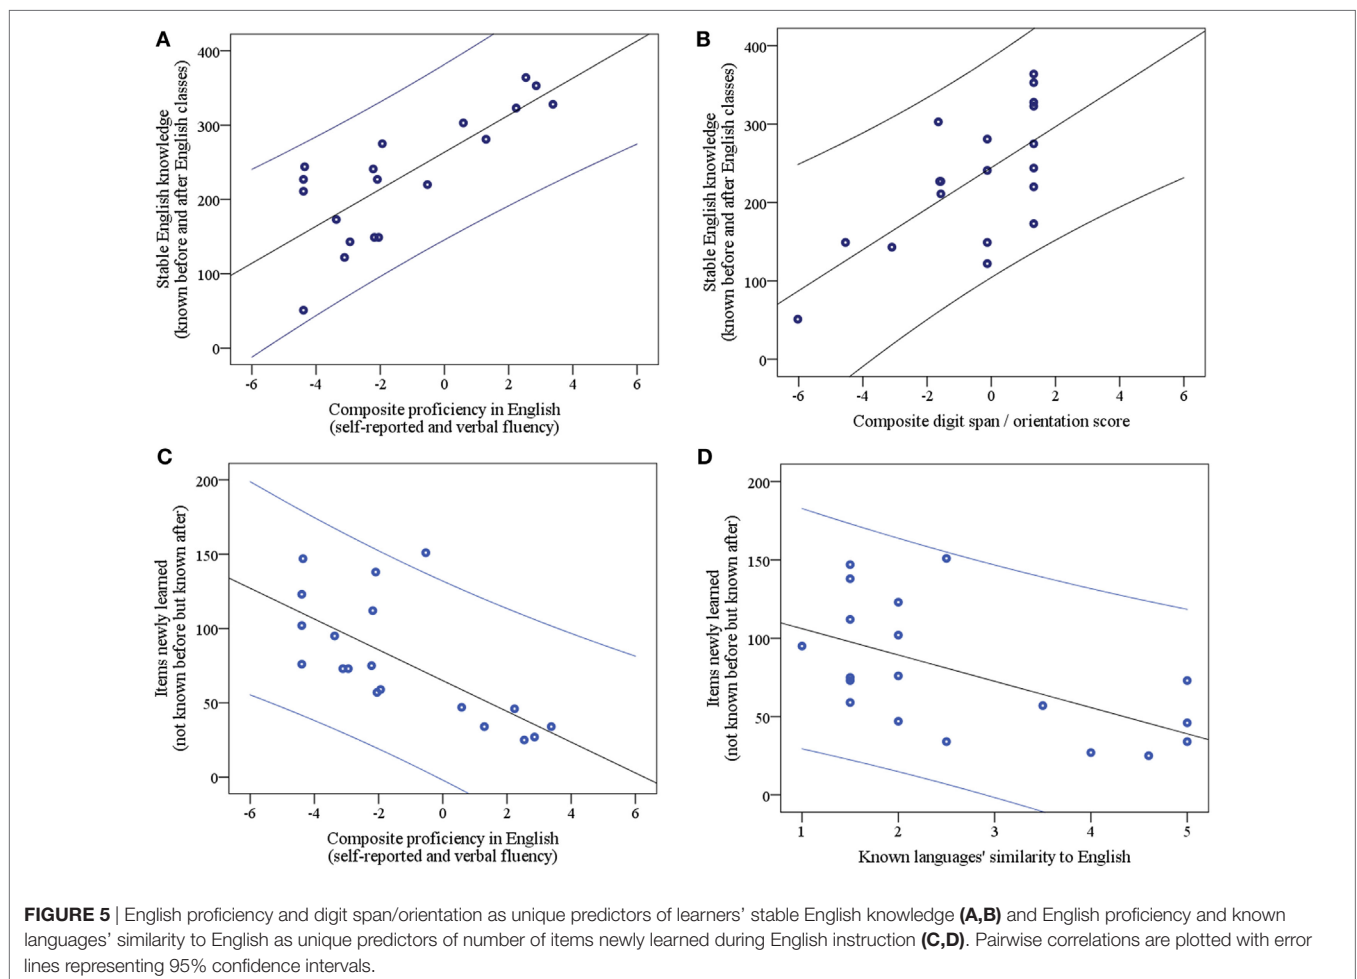 A
400
300
200
100
0
Stable English knowledge
(known before and after English classes)
-6 -4 -2 0 2 4 6
Composite proficiency in English
(self-reported and verbal fluency)
B
400
300
200
100
0
Stable English knowledge
(known before and after English classes)
-6 -4 -2 0 2 4 6
Composite digit span / orientation score
C
200
150
100
50
0
Items newly learned
(not known before but known after)
-6 -4 -2 0 2 4 6
Composite proficiency in English
(self-reported and verbal fluency)
D
200
150
100
50
0
Items newly learned
(not known before but known after)
1 2 3 4 5
Known languages' similarity to English
FIGURE 5 | English proficiency and digit span/orientation as unique predictors of learners’ stable English knowledge (A,B) and English proficiency and known
languages’ similarity to English as unique predictors of number of items newly learned during English instruction (C,D). Pairwise correlations are plotted with error
lines representing 95% confidence intervals.